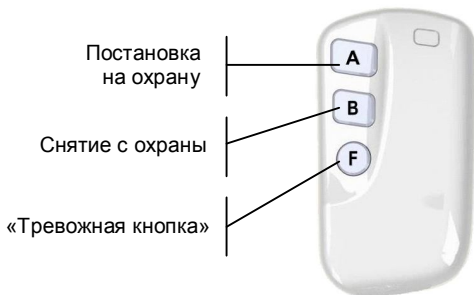 Постановка
на охрану
A
Снятие с охраны
B
«Тревожная кнопка»
F